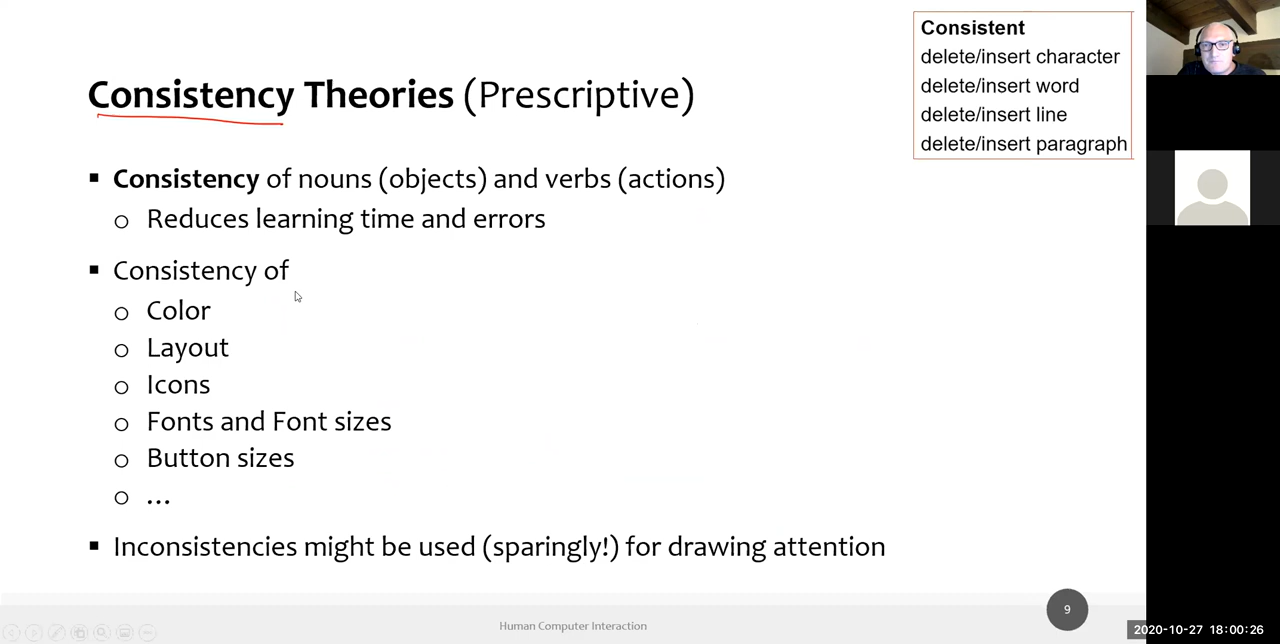 Consistent
delete/insert character
delete/insert word
delete/insert line
delete/insert paragraph
Consistency Theories (Prescriptive)
▪ Consistency of nouns (objects) and verbs (actions)
o Reduces learning time and errors
▪ Consistency of
o Color
o Layout
o Icons
o Fonts and Font sizes
o Button sizes
o …
▪ Inconsistencies might be used (sparingly!) for drawing attention
9
Human Computer Interaction
2020-10-27 18:00:26